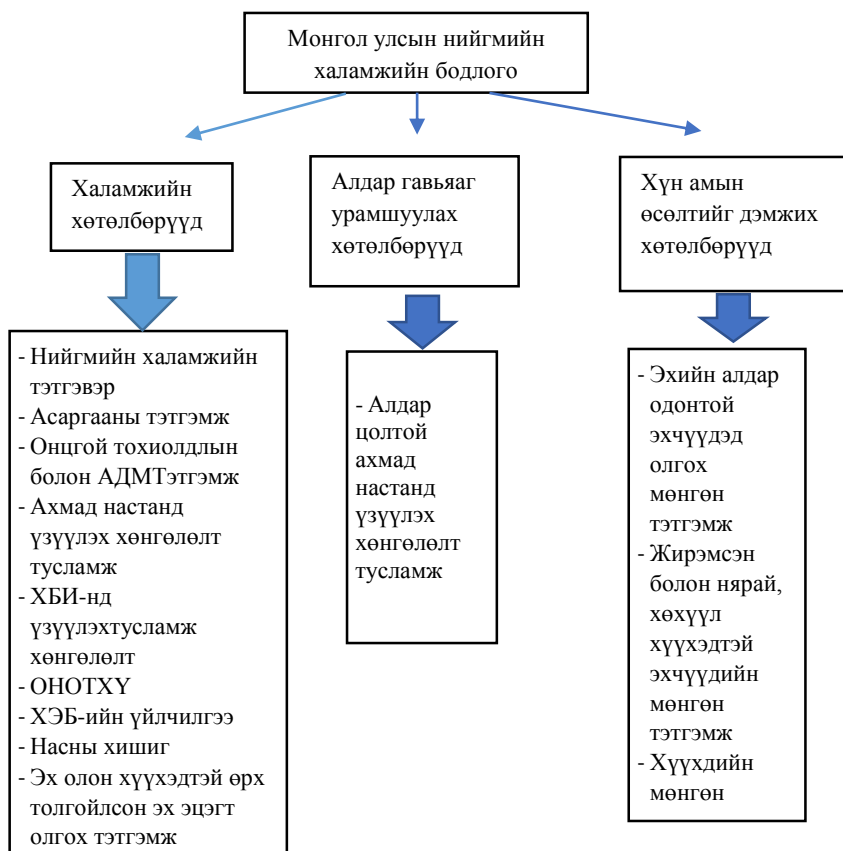 Монгол улсын нийгмийн
халамжийн бодлого
Халамжийн
хөтөлбөрүүд
Алдар гавьяаг
урамшуулах
хөтөлбөрүүд
Хүн амын
өсөлтийг дэмжих
хөтөлбөрүүд
- Нийгмийн халамжийн
тэтгэвэр
- Асаргааны тэтгэмж
- Онцгой тохиолдлын
болон АДМТэтгэмж
- Ахмад настанд
үзүүлэх хөнгөлөлт
тусламж
- ХБИ-нд
үзүүлэхтусламж
хөнгөлөлт
- ОНОТХҮ
- ХЭБ-ийн үйлчилгээ
- Насны хишиг
- Эх олон хүүхэдтэй өрх
толгойлсон эх эцэгт
олгох тэтгэмж
- Алдар
цолтой
ахмад
настанд
үзүүлэх
хөнгөлөлт
тусламж
- Эхийн алдар
одонтой
эхчүүдэд
олгох
мөнгөн
тэтгэмж
- Жирэмсэн
болон нярай,
хөхүүл
хүүхэдтэй
эхчүүдийн
мөнгөн
тэтгэмж
- Хүүхдийн
мөнгөн